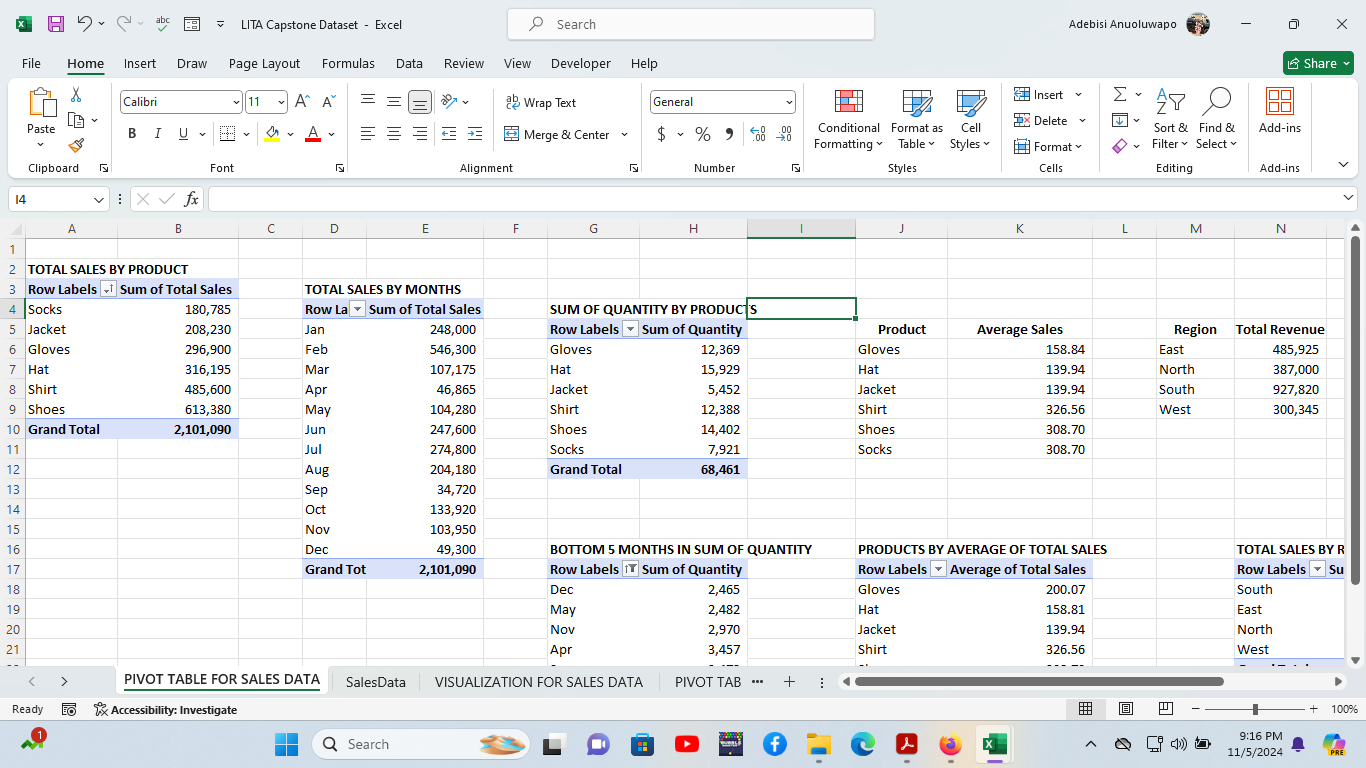 abc LITA Capstone Dataset - Excel Search Adebisi Anuoluwapo
File Home Insert Draw Page Layout Formulas Data Review View Developer Help Share
Paste Calibri 11 A A Wrap Text General Conditional Formatting Format as Table Cell Styles Insert Delete Format Sort & Filter Find & Select Add-ins
B I U A Merge & Center $ %
Clipboard Font Alignment Number Styles Cells Editing Add-ins
I4 fx
A B C D E F G H I J K L M N
1
2 TOTAL SALES BY PRODUCT
3 Row Labels Sum of Total Sales TOTAL SALES BY MONTHS
4 Socks 180,785 Row La Sum of Total Sales SUM OF QUANTITY BY PRODUCTS
5 Jacket 208,230 Jan 248,000 Row Labels Sum of Quantity Product Average Sales Region Total Revenue
6 Gloves 296,900 Feb 546,300 Gloves 12,369 Gloves 158.84 East 485,925
7 Hat 316,195 Mar 107,175 Hat 15,929 Hat 139.94 North 387,000
8 Shirt 485,600 Apr 46,865 Jacket 5,452 Jacket 139.94 South 927,820
9 Shoes 613,380 May 104,280 Shirt 12,388 Shirt 326.56 West 300,345
10 Grand Total 2,101,090 Jun 247,600 Shoes 14,402 Shoes 308.70
11 Jul 274,800 Socks 7,921 Socks 308.70
12 Aug 204,180 Grand Total 68,461
13 Sep 34,720
14 Oct 133,920
15 Nov 103,950
16 Dec 49,300 BOTTOM 5 MONTHS IN SUM OF QUANTITY PRODUCTS BY AVERAGE OF TOTAL SALES TOTAL SALES BY R
17 Grand Tot 2,101,090 Row Labels Sum of Quantity Row Labels Average of Total Sales Row Labels Su
18 Dec 2,465 Gloves 200.07 South
19 May 2,482 Hat 158.81 East
20 Nov 2,970 Jacket 139.94 North
21 Apr 3,457 Shirt 326.56 West
PIVOT TABLE FOR SALES DATA SalesData VISUALIZATION FOR SALES DATA PIVOT TAB
Ready Accessibility: Investigate 100%
1 Search 9:16 PM
11/5/2024 PRE